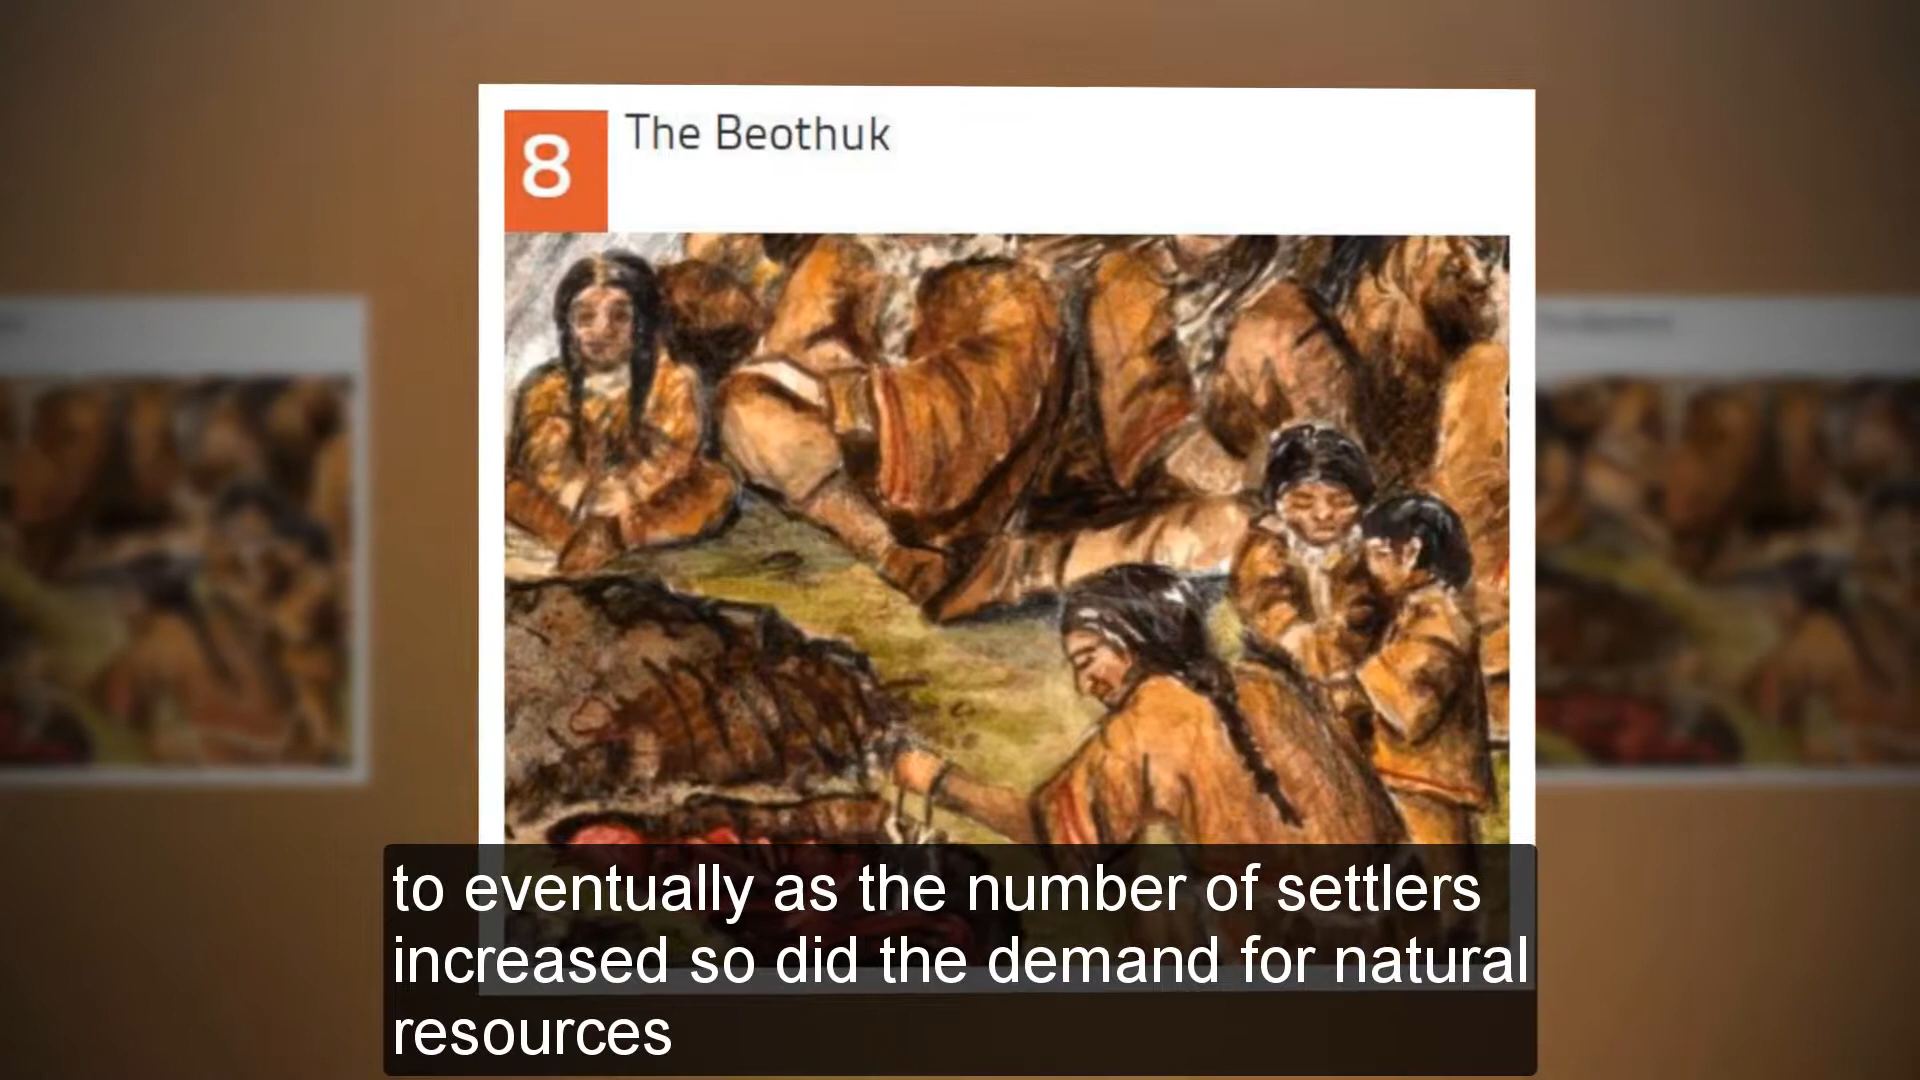 8
The Beothuk
to eventually as the number of settlers
increased so did the demand for natural
resources